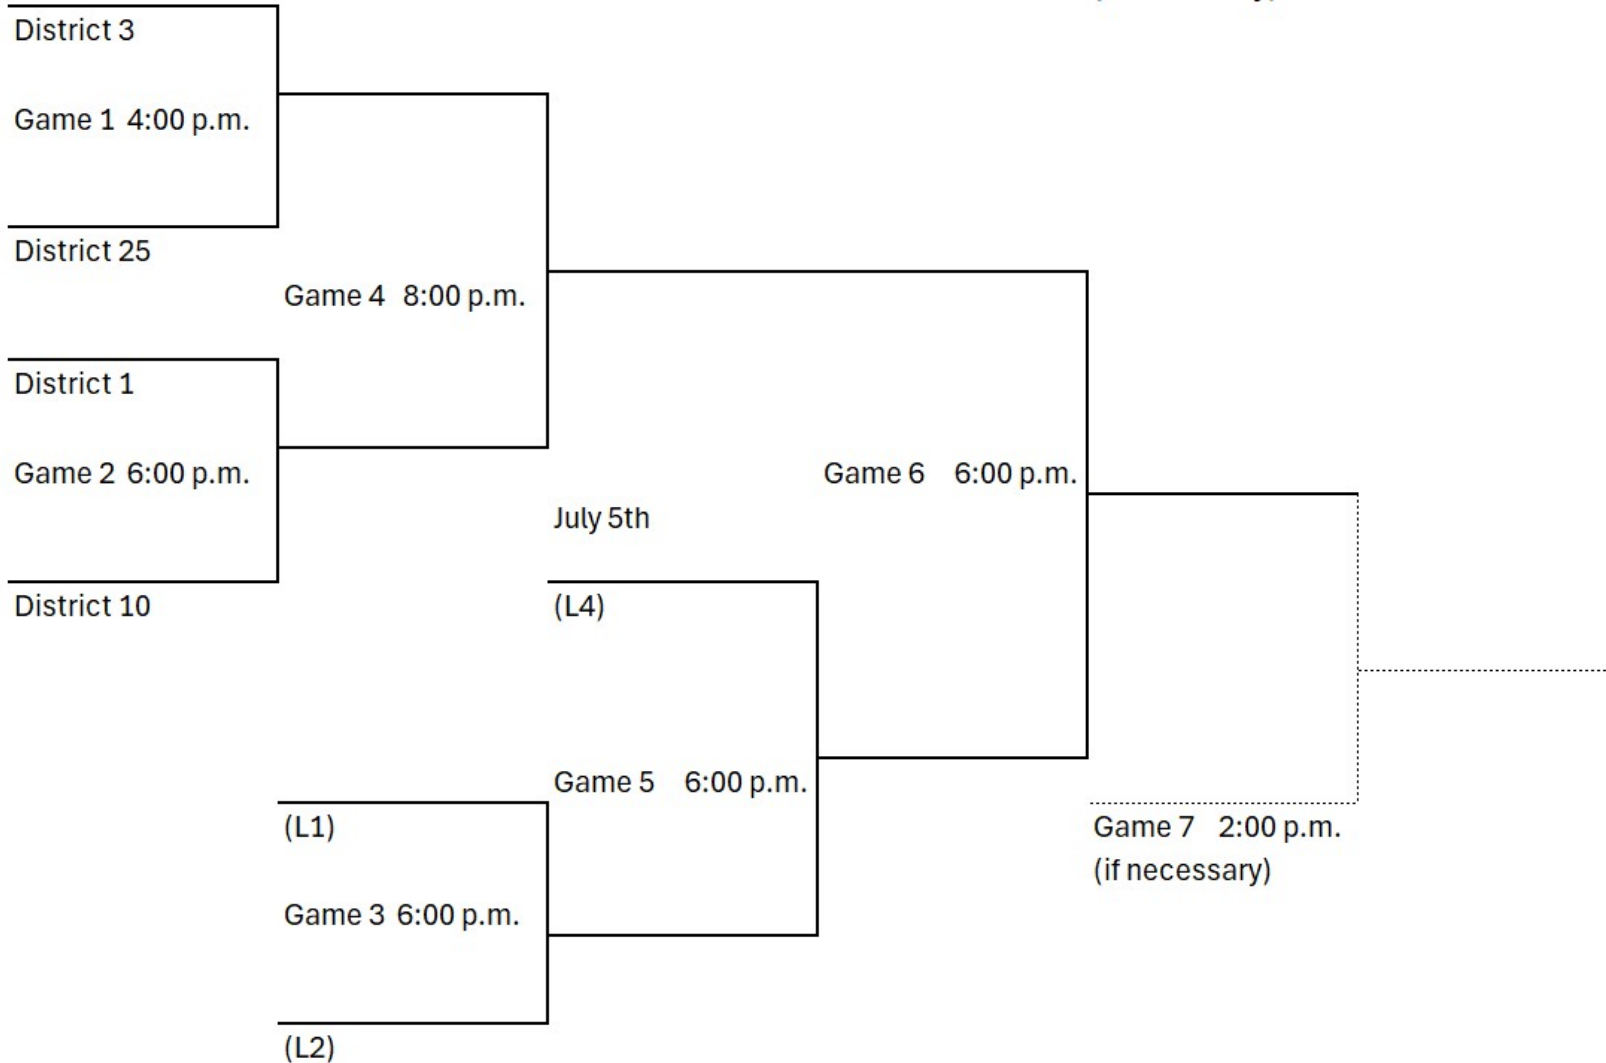 District 3
Game 1 4:00 p.m.
District 25
Game 4 8:00 p.m.
District 1
Game 2 6:00 p.m.
Game 6 6:00 p.m.
July 5th
District 10
(L4)
Game 5 6:00 p.m.
(L1)
Game 7 2:00 p.m.
(if necessary)
Game 3 6:00 p.m.
(L2)